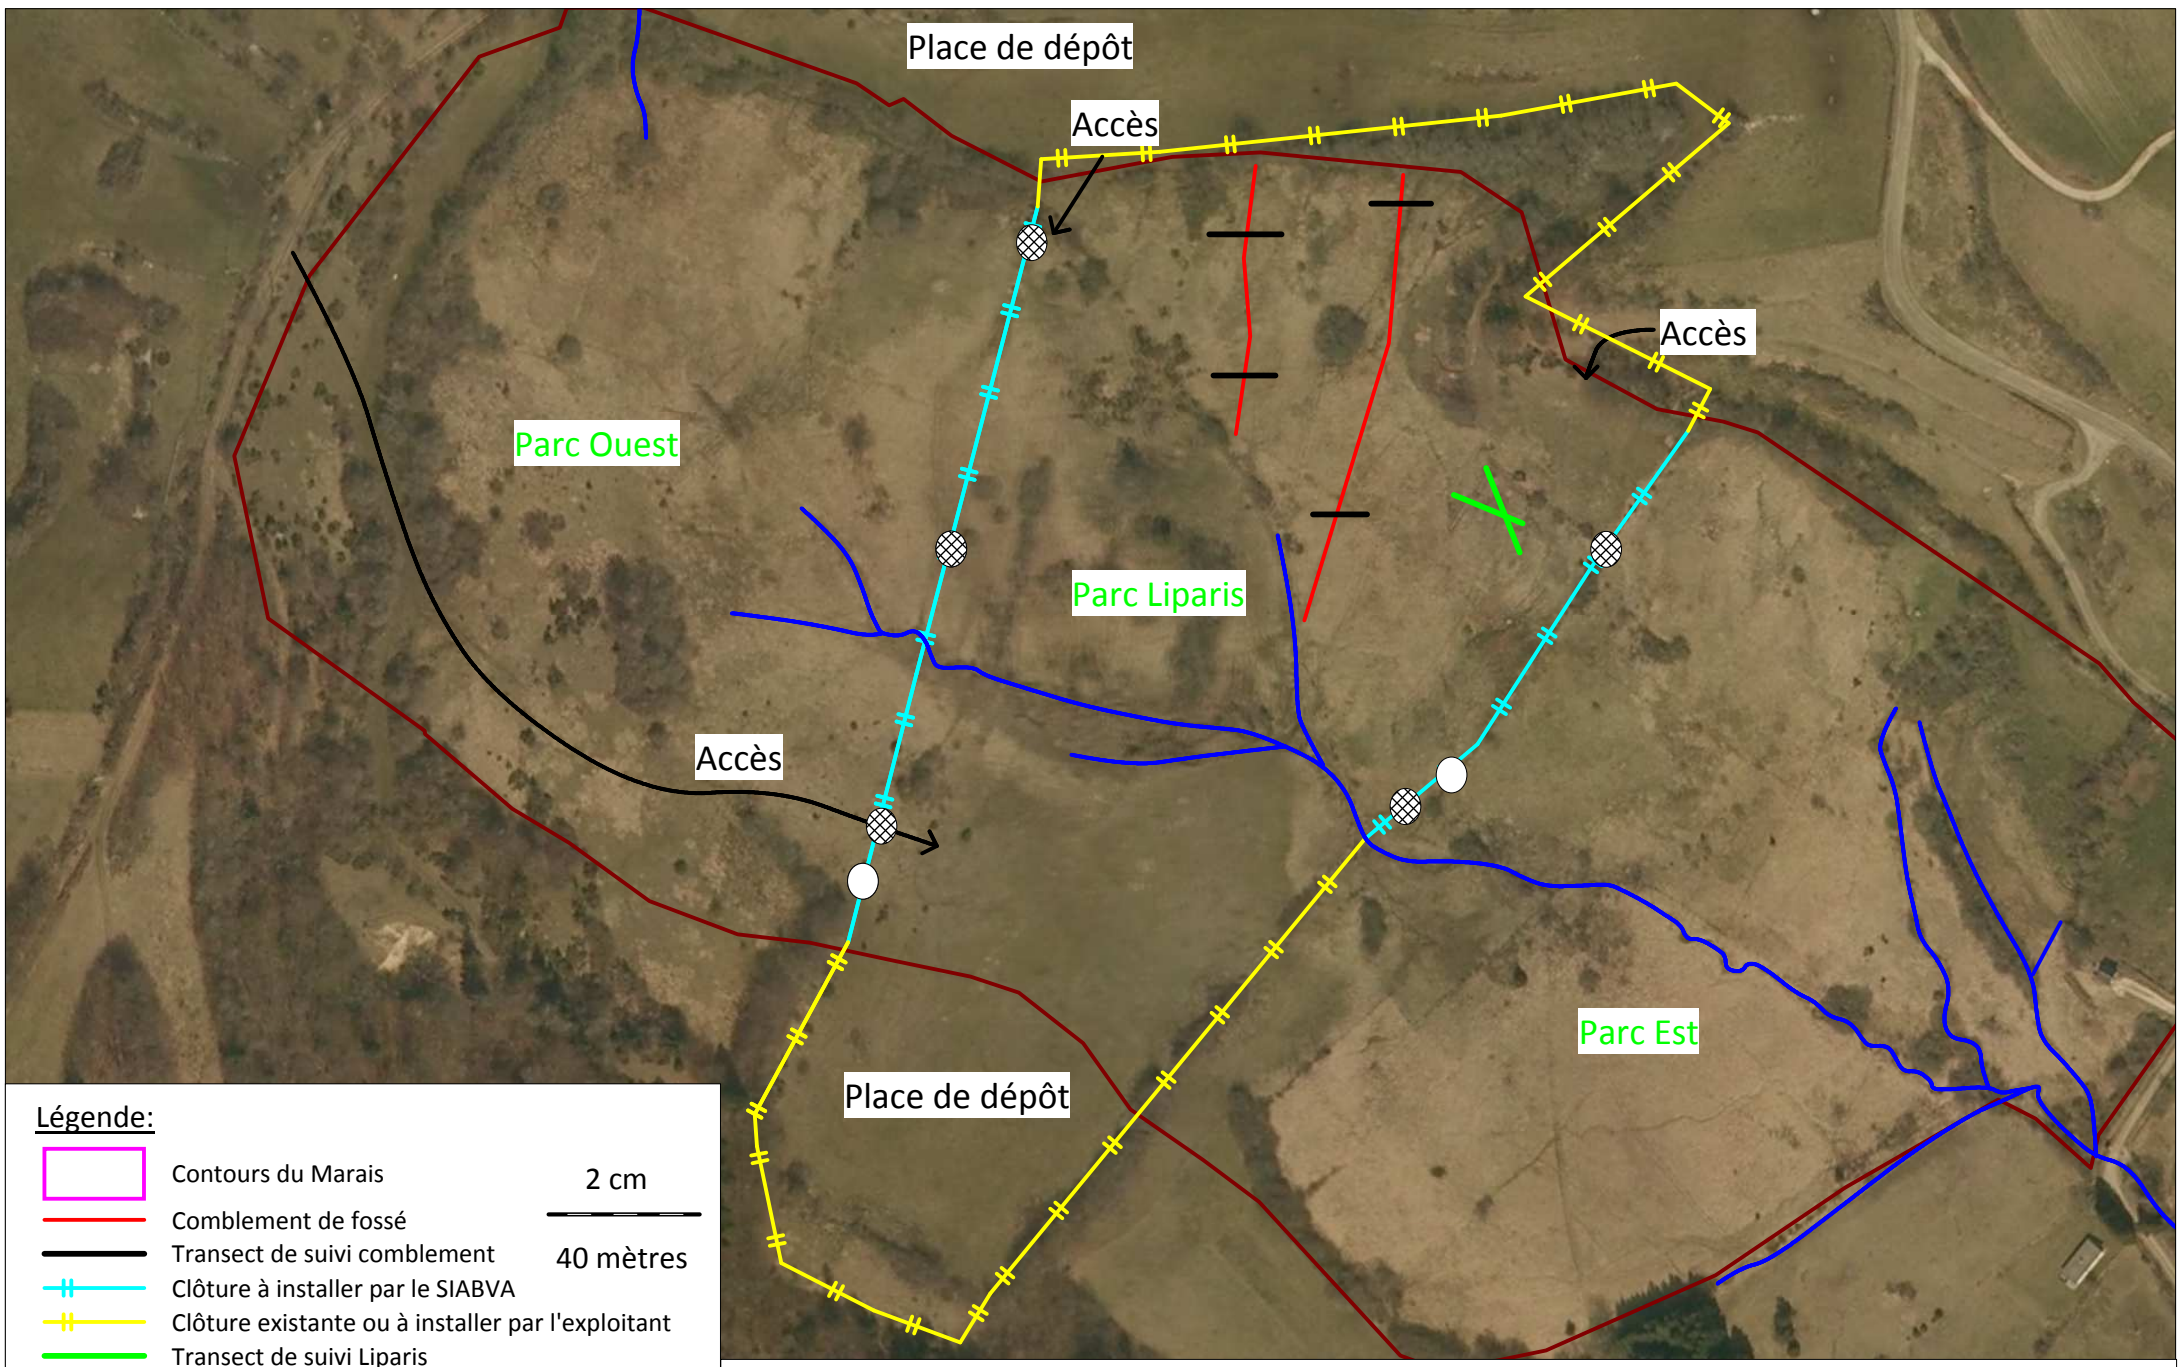 Place de dépôt
Accès
Accès
Parc Ouest
Parc Liparis
Accès
Parc Est
Place de dépôt
Légende:
Contours du Marais
2 cm
Comblement de fossé
Transect de suivi comblement
40 mètres
Clôture à installer par le SIABVA
Clôture existante ou à installer par l'exploitant
Transect de suivi Liparis